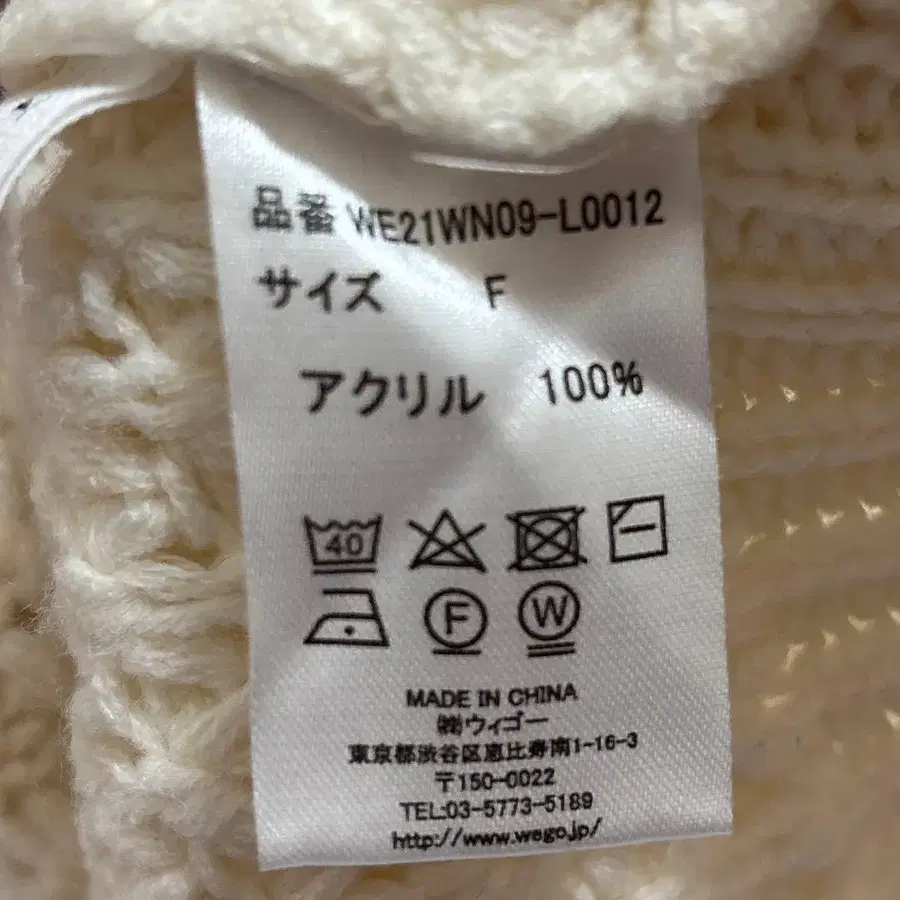 品番 WE21WN09-L0012
サイズ F
アクリル 100%
40
F W
MADE IN CHINA
㈱ウィゴー
東京都渋谷区恵比寿南1-16-3
〒150-0022
TEL:03-5773-5189
http://www.wego.jp/